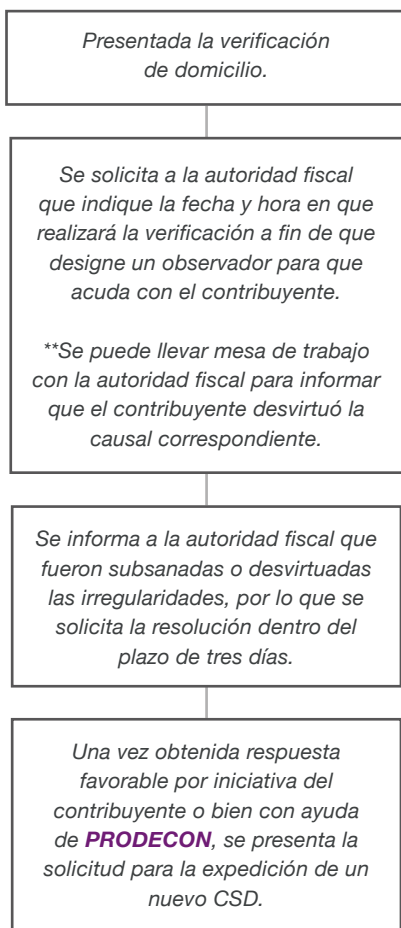 Presentada la verificación
de domicilio.
Se solicita a la autoridad fiscal
que indique la fecha y hora en que
realizará la verificación a fin de que
designe un observador para que
acuda con el contribuyente.
**Se puede llevar mesa de trabajo
con la autoridad fiscal para informar
que el contribuyente desvirtuó la
causal correspondiente.
Se informa a la autoridad fiscal que
fueron subsanadas o desvirtuadas
las irregularidades, por lo que se
solicita la resolución dentro del
plazo de tres días.
Una vez obtenida respuesta
favorable por iniciativa del
contribuyente o bien con ayuda
de PRODECON, se presenta la
solicitud para la expedición de un
nuevo CSD.